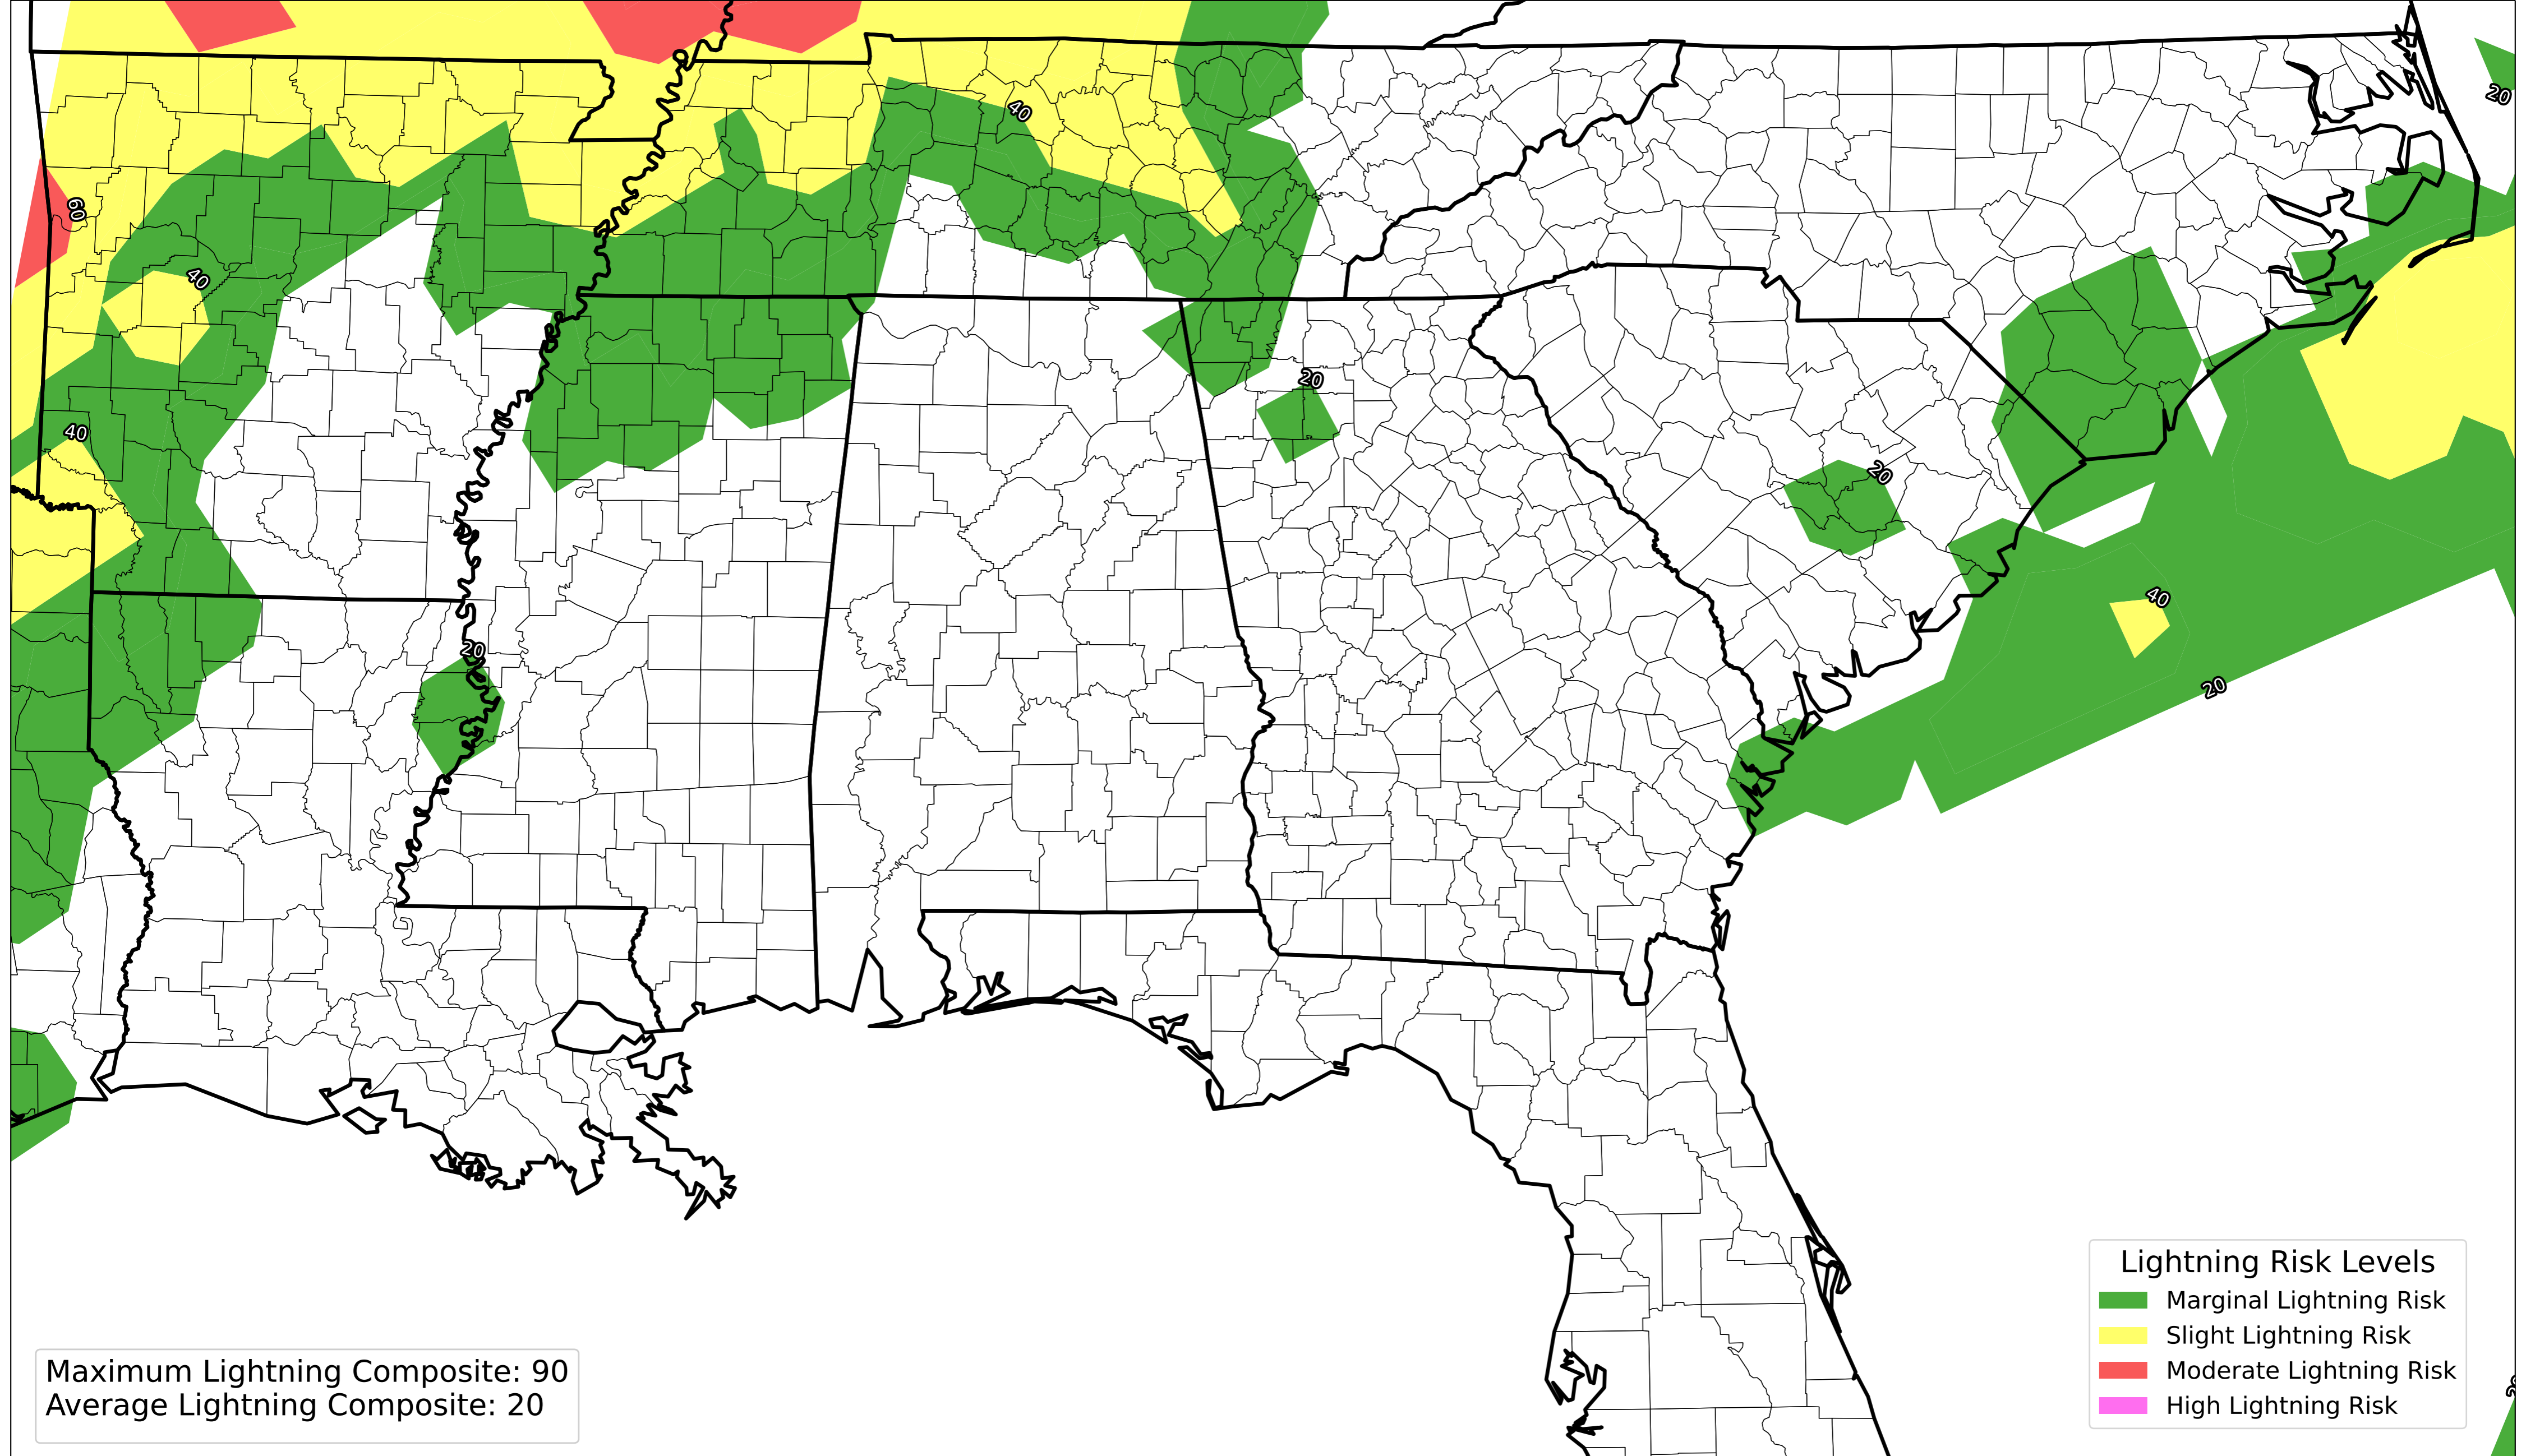 40
20
60
40
20
40
20
20
40
20
20
Lightning Risk Levels
Marginal Lightning Risk
Slight Lightning Risk
Moderate Lightning Risk
High Lightning Risk
Maximum Lightning Composite: 90
Average Lightning Composite: 20